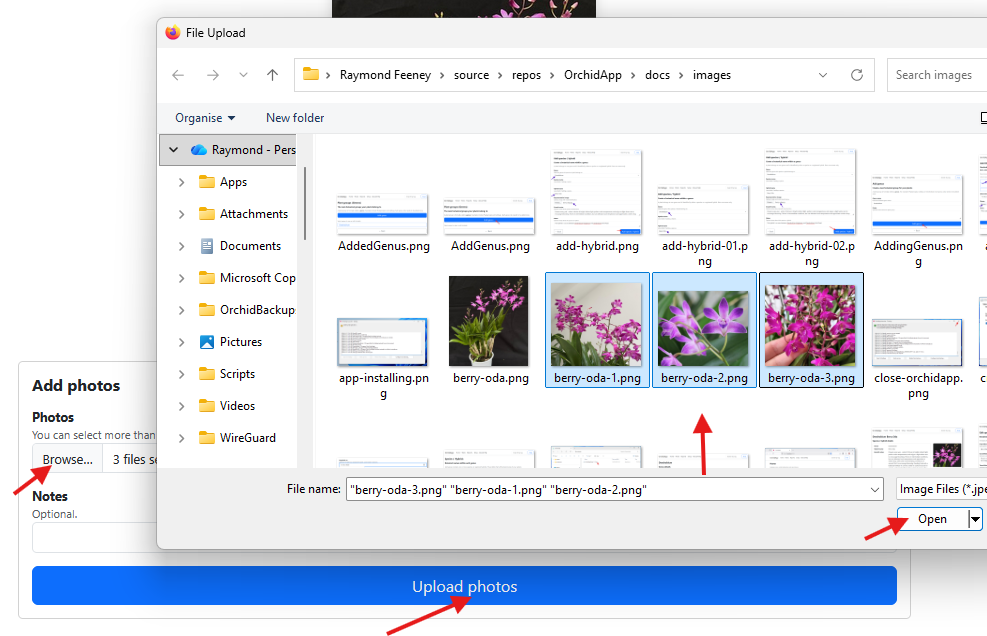 File Upload
Raymond Feeney > source > repos > OrchidApp > docs > images
Search images
Organise
New folder
Raymond - Pers
Apps
Attachments
Documents
Microsoft Cop
OrchidBackup
Pictures
Scripts
Videos
WireGuard
AddedGenus.png
AddGenus.png
add-hybrid.png
add-hybrid-01.p
ng
add-hybrid-02.p
ng
AddingGenus.pn
g
app-installing.pn
g
berry-oda.png
berry-oda-1.png
berry-oda-2.png
berry-oda-3.png
close-orchidapp.
png
File name:
"berry-oda-3.png" "berry-oda-1.png" "berry-oda-2.png"
Image Files (*.jpe
Open
Add photos
Photos
You can select more than
Browse...
3 files se
Notes
Optional.
Upload photos